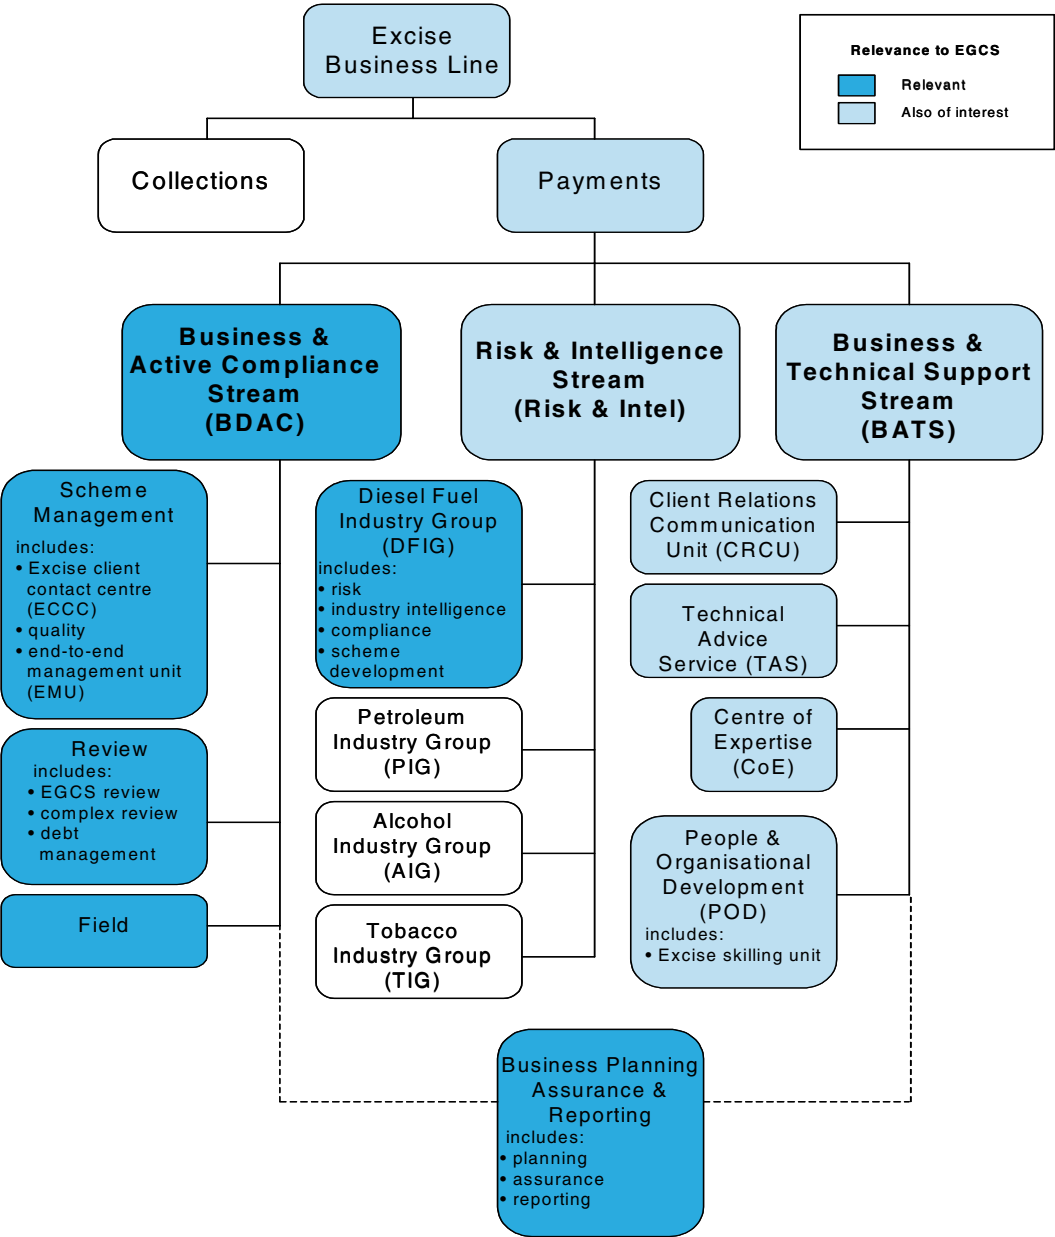 Excise
Business Line
Relevance to EGCS
Relevant
Also of interest
Collections
Payments
Business &
Active Compliance
Stream
(BDAC)
Risk & Intelligence
Stream
(Risk & Intel)
Business &
Technical Support
Stream
(BATS)
Scheme
Management
includes:
• Excise client
contact centre
(ECCC)
• quality
• end-to-end
management unit
(EMU)
Review
includes:
• EGCS review
• complex review
• debt
management
Field
Diesel Fuel
Industry Group
(DFIG)
includes:
• risk
• industry intelligence
• compliance
• scheme
development
Petroleum
Industry Group
(PIG)
Alcohol
Industry Group
(AIG)
Tobacco
Industry Group
(TIG)
Client Relations
Communication
Unit (CRCU)
Technical
Advice
Service (TAS)
Centre of
Expertise
(CoE)
People &
Organisational
Development
(POD)
includes:
• Excise skilling unit
Business Planning
Assurance &
Reporting
includes:
• planning
• assurance
• reporting